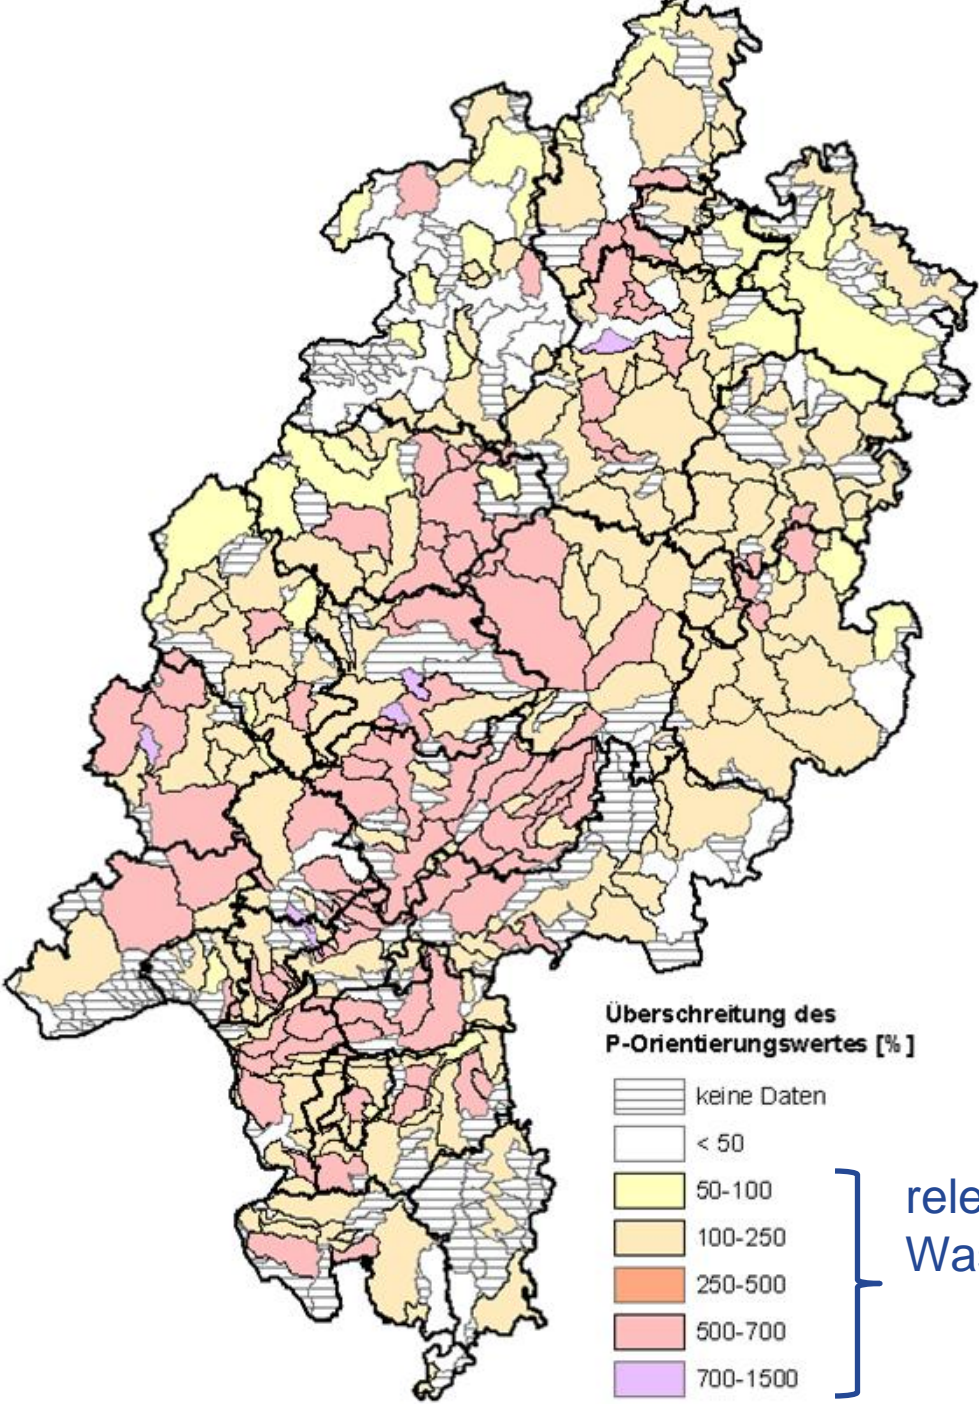 Überschreitung des
P-Orientierungswertes [%]
keine Daten
< 50
50-100
100-250
250-500
500-700
700-1500